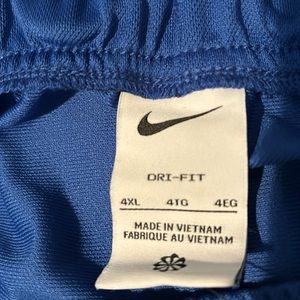 DRI-FIT
4XL 4TG 4EG
MADE IN VIETNAM
FABRIQUE AU VIETNAM